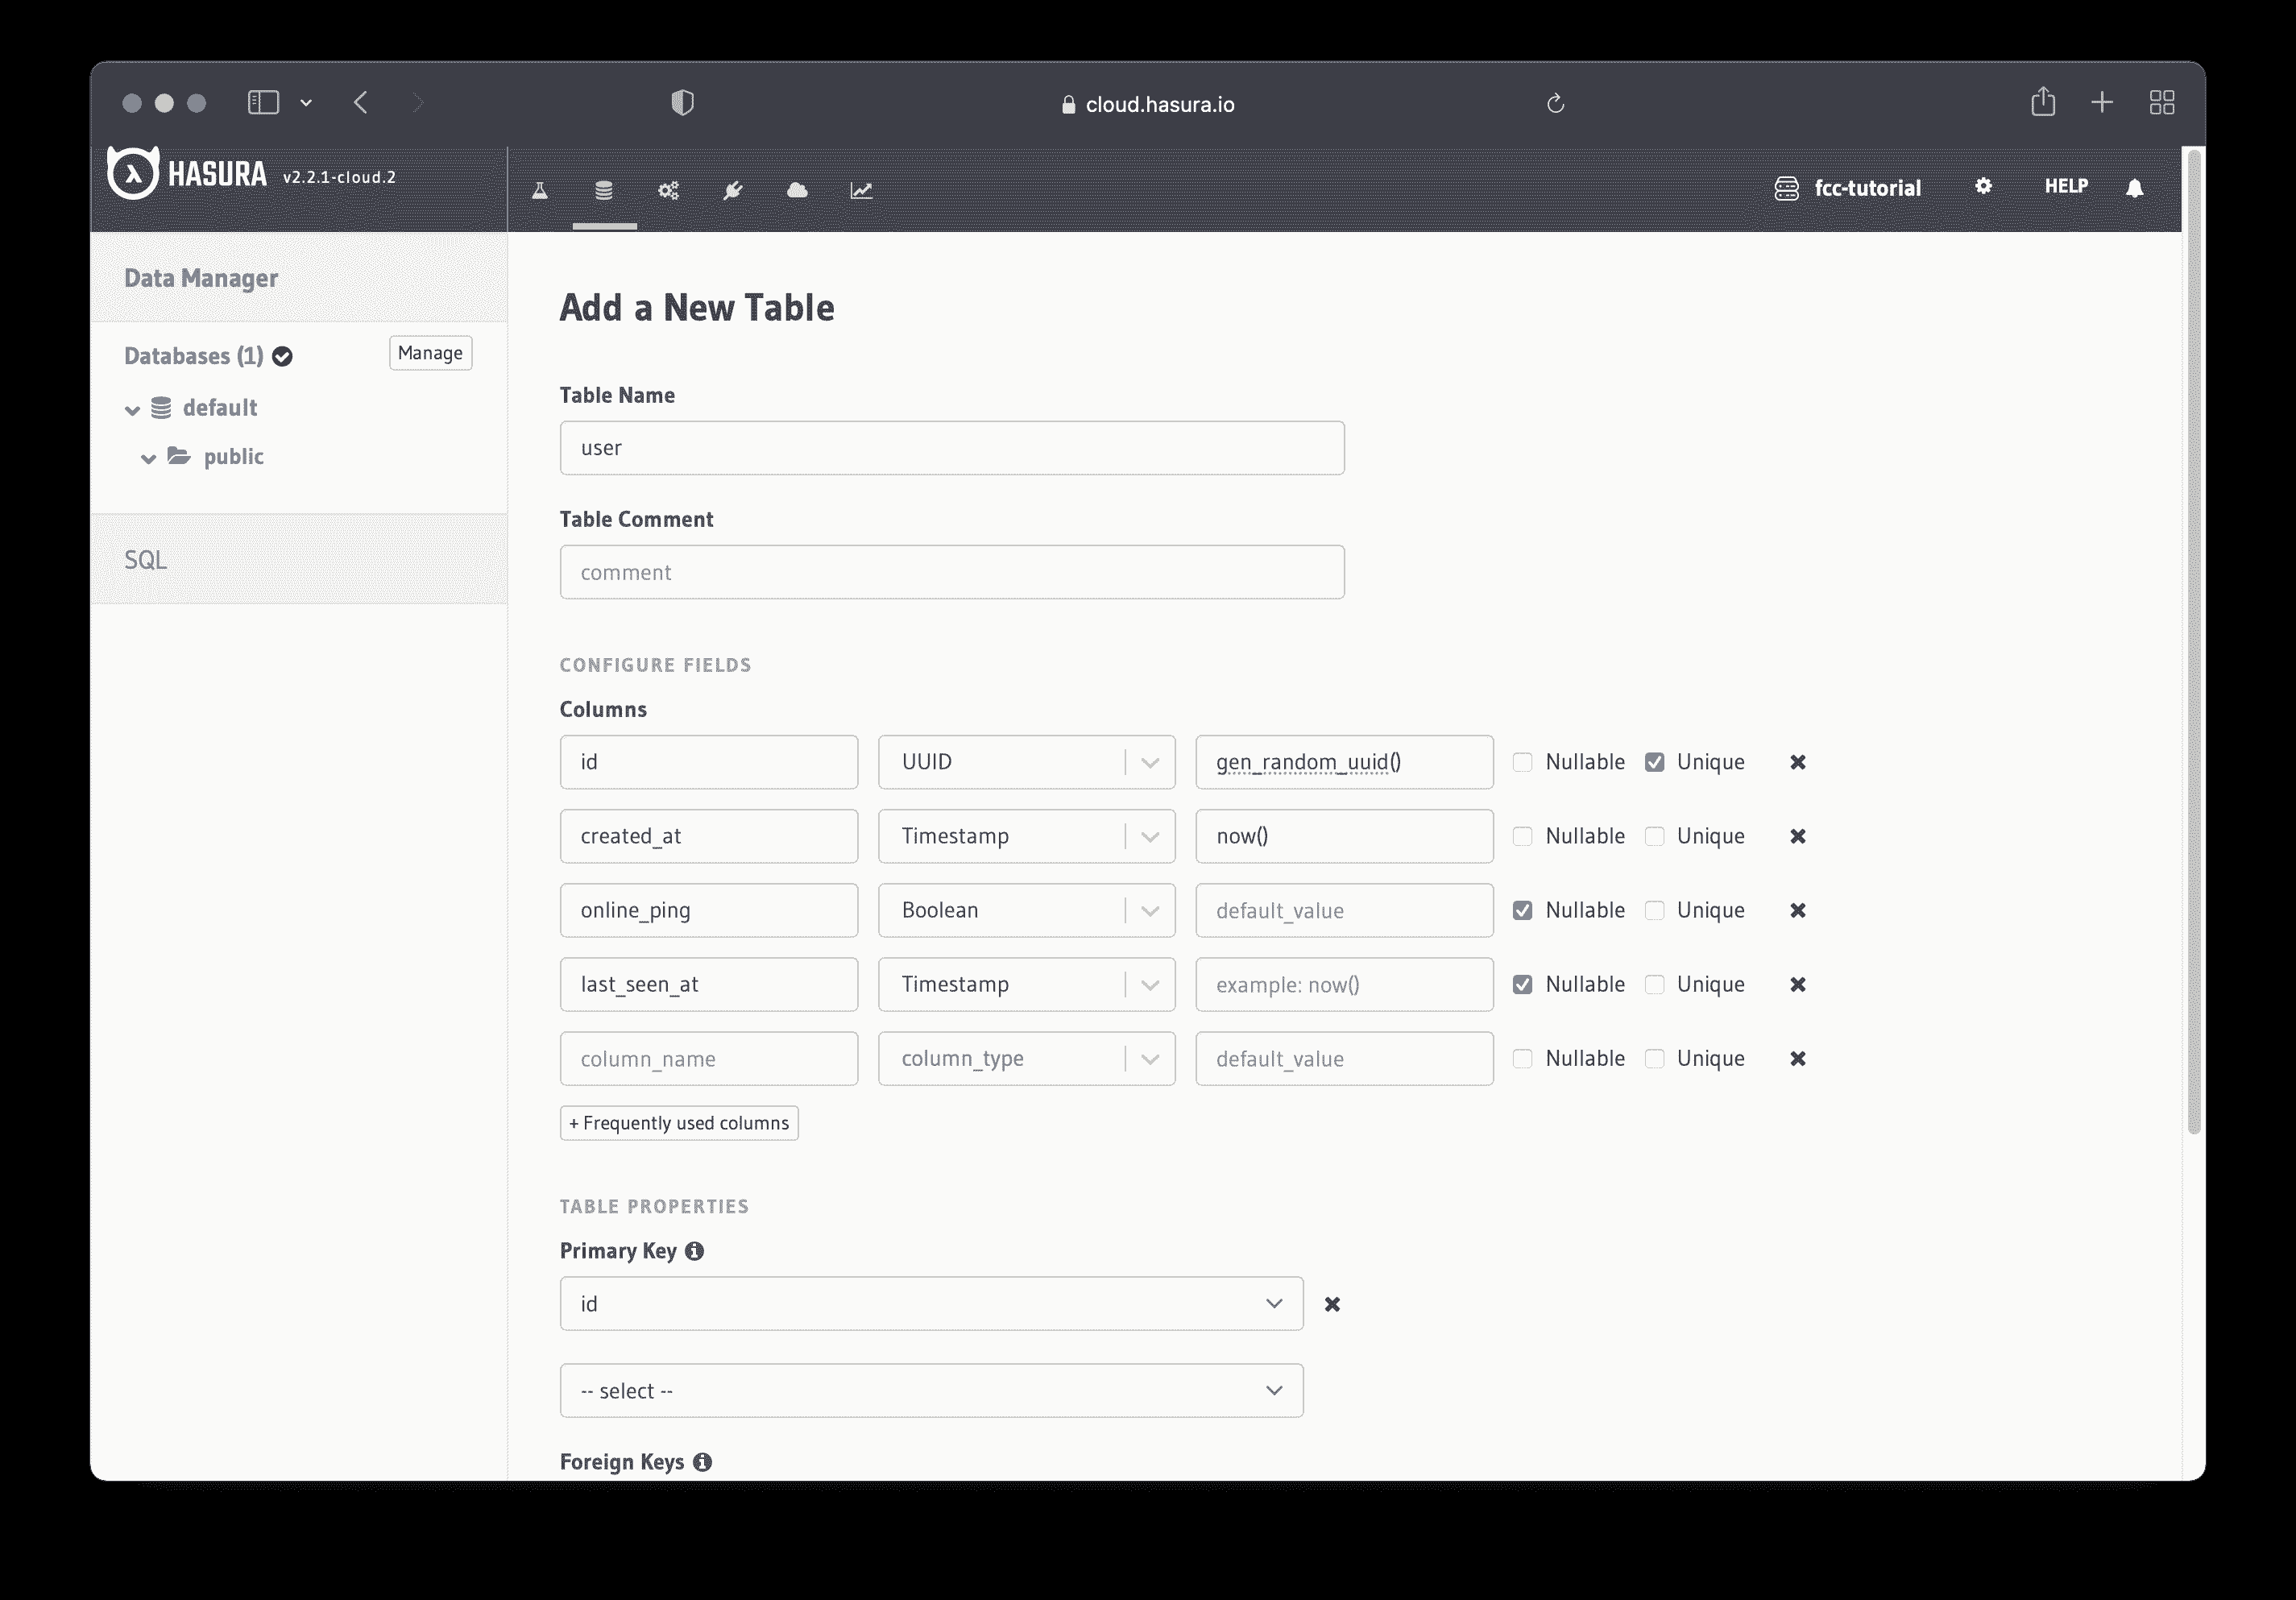 cloud.hasura.io
HASURA v2.2.1-cloud.2
fcc-tutorial HELP
Data Manager
Databases (1) Manage
default
public
SQL
Add a New Table
Table Name
user
Table Comment
comment
CONFIGURE FIELDS
Columns
id UUID gen_random_uuid() Nullable Unique
created_at Timestamp now() Nullable Unique
online_ping Boolean default_value Nullable Unique
last_seen_at Timestamp example: now() Nullable Unique
column_name column_type default_value Nullable Unique
+ Frequently used columns
TABLE PROPERTIES
Primary Key
id
-- select --
Foreign Keys